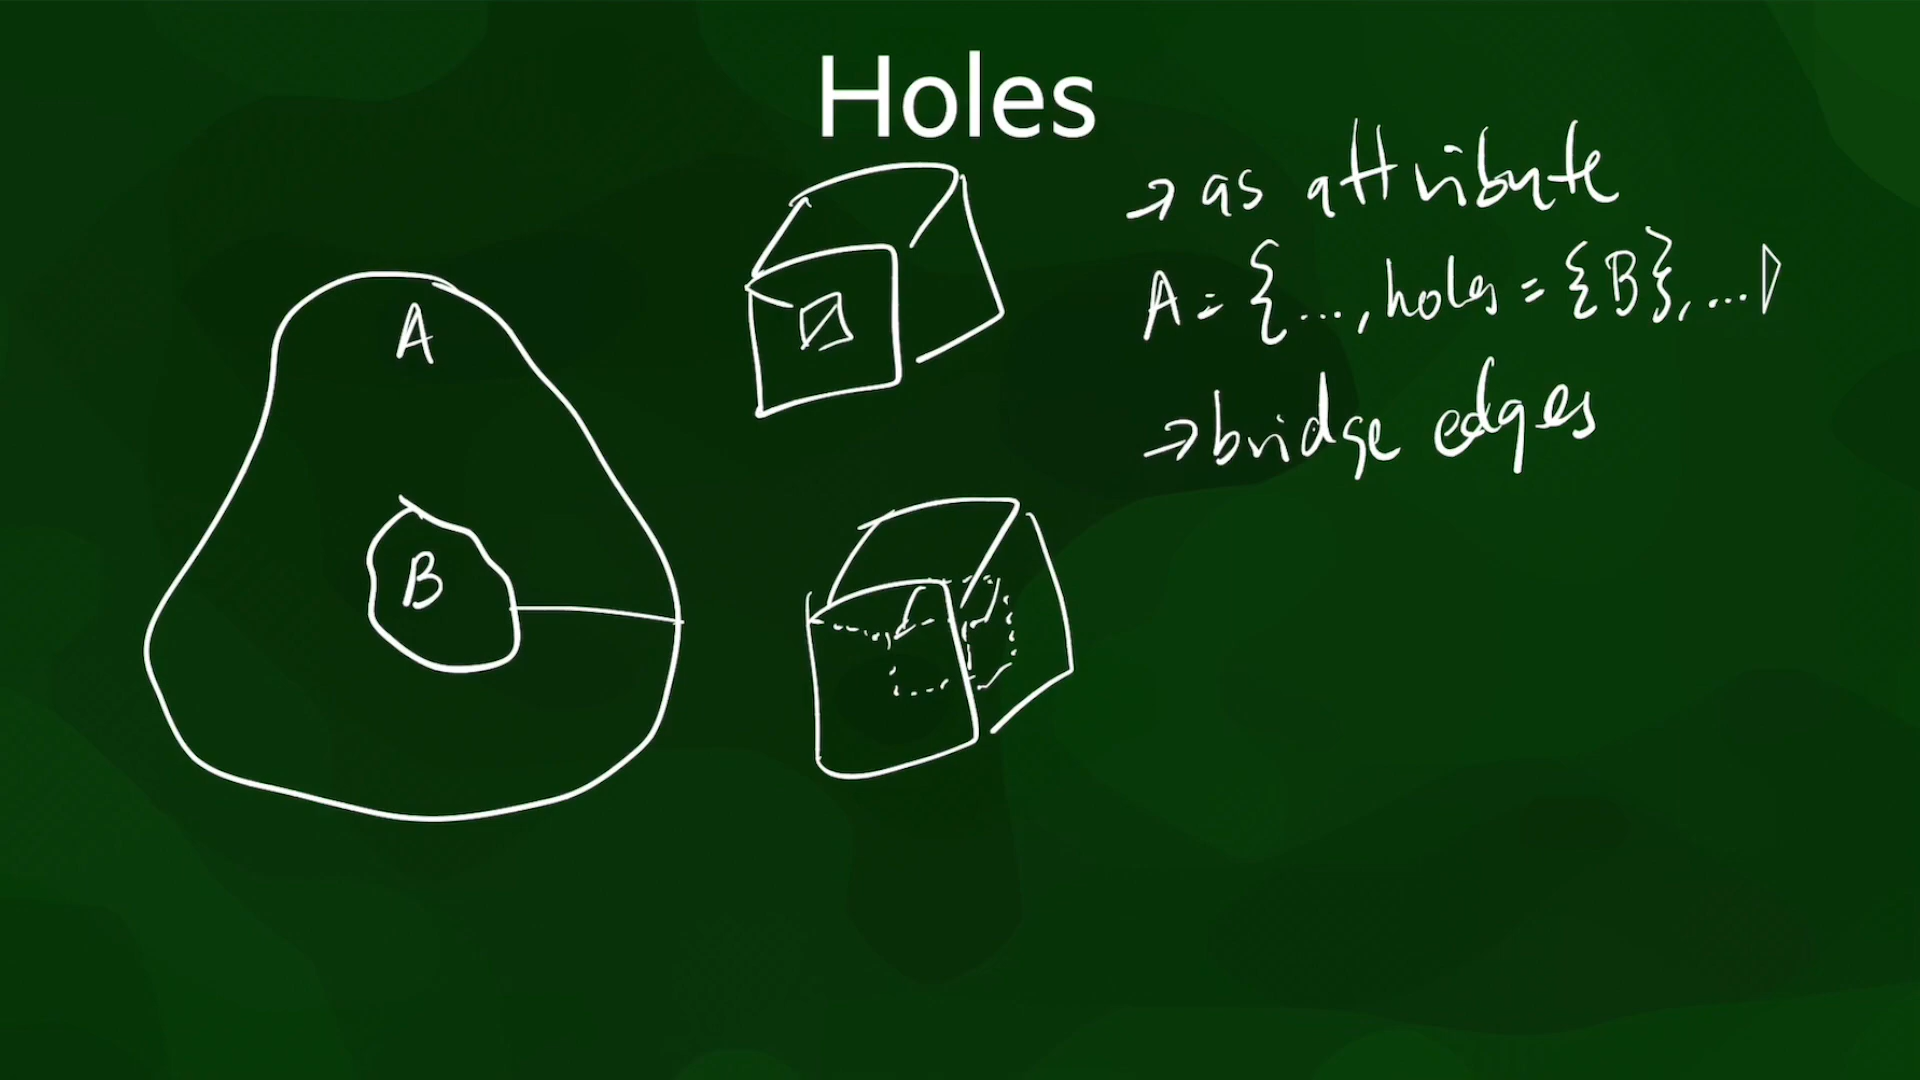 Holes
→ as attribute
A = {..., holes = {B}, ...}
→ bridge edges
A
B